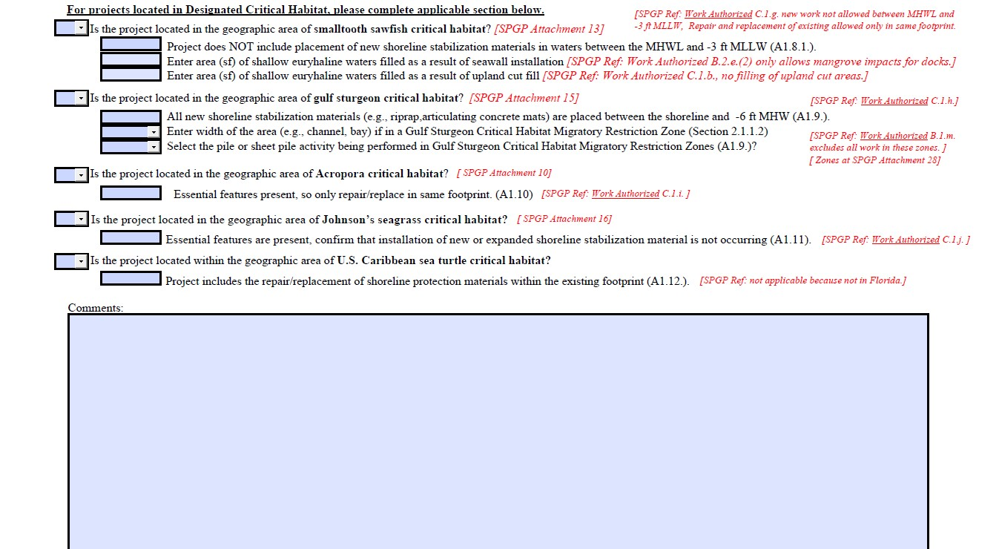 For projects located in Designated Critical Habitat, please complete applicable section below.
[SPGP Ref: Work Authorized C.1.g. new work not allowed between MHWL and
-3 ft MLLW, Repair and replacement of existing allowed only in same footprint.
Is the project located in the geographic area of smalltooth sawfish critical habitat? [SPGP Attachment 13]
Project does NOT include placement of new shoreline stabilization materials in waters between the MHWL and -3 ft MLLW (A1.8.1.).
Enter area (sf) of shallow euryhaline waters filled as a result of seawall installation [SPGP Ref: Work Authorized B.2.e.(2) only allows mangrove impacts for docks.]
Enter area (sf) of shallow euryhaline waters filled as a result of upland cut fill [SPGP Ref: Work Authorized C.1.b., no filling of upland cut areas.]
Is the project located in the geographic area of gulf sturgeon critical habitat? [SPGP Attachment 15]
[SPGP Ref: Work Authorized C.1.h.]
All new shoreline stabilization materials (e.g., riprap,articulating concrete mats) are placed between the shoreline and -6 ft MHW (A1.9.).
Enter width of the area (e.g., channel, bay) if in a Gulf Sturgeon Critical Habitat Migratory Restriction Zone (Section 2.1.1.2)
Select the pile or sheet pile activity being performed in Gulf Sturgeon Critical Habitat Migratory Restriction Zones (A1.9.)?
[SPGP Ref: Work Authorized B.1.m.
excludes all work in these zones. ]
[ Zones at SPGP Attachment 28]
Is the project located in the geographic area of Acropora critical habitat? [ SPGP Attachment 10]
Essential features present, so only repair/replace in same footprint. (A1.10) [SPGP Ref: Work Authorized C.1.i. ]
Is the project located in the geographic area of Johnson’s seagrass critical habitat? [ SPGP Attachment 16]
Essential features are present, confirm that installation of new or expanded shoreline stabilization material is not occurring (A1.11). [SPGP Ref: Work Authorized C.1.j. ]
Is the project located within the geographic area of U.S. Caribbean sea turtle critical habitat?
Project includes the repair/replacement of shoreline protection materials within the existing footprint (A1.12.). [SPGP Ref: not applicable because not in Florida.]
Comments: